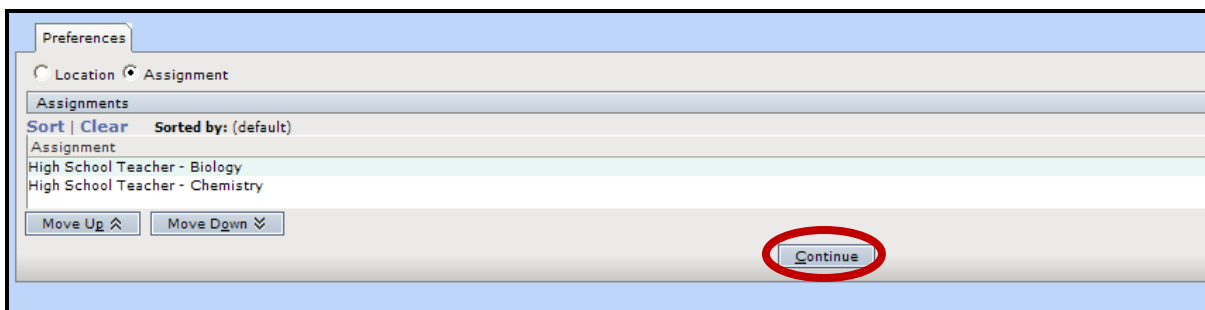 Preferences
Location Assignment
Assignments
Sort | Clear Sorted by: (default)
Assignment
High School Teacher - Biology
High School Teacher - Chemistry
Move Up Move Down
Continue